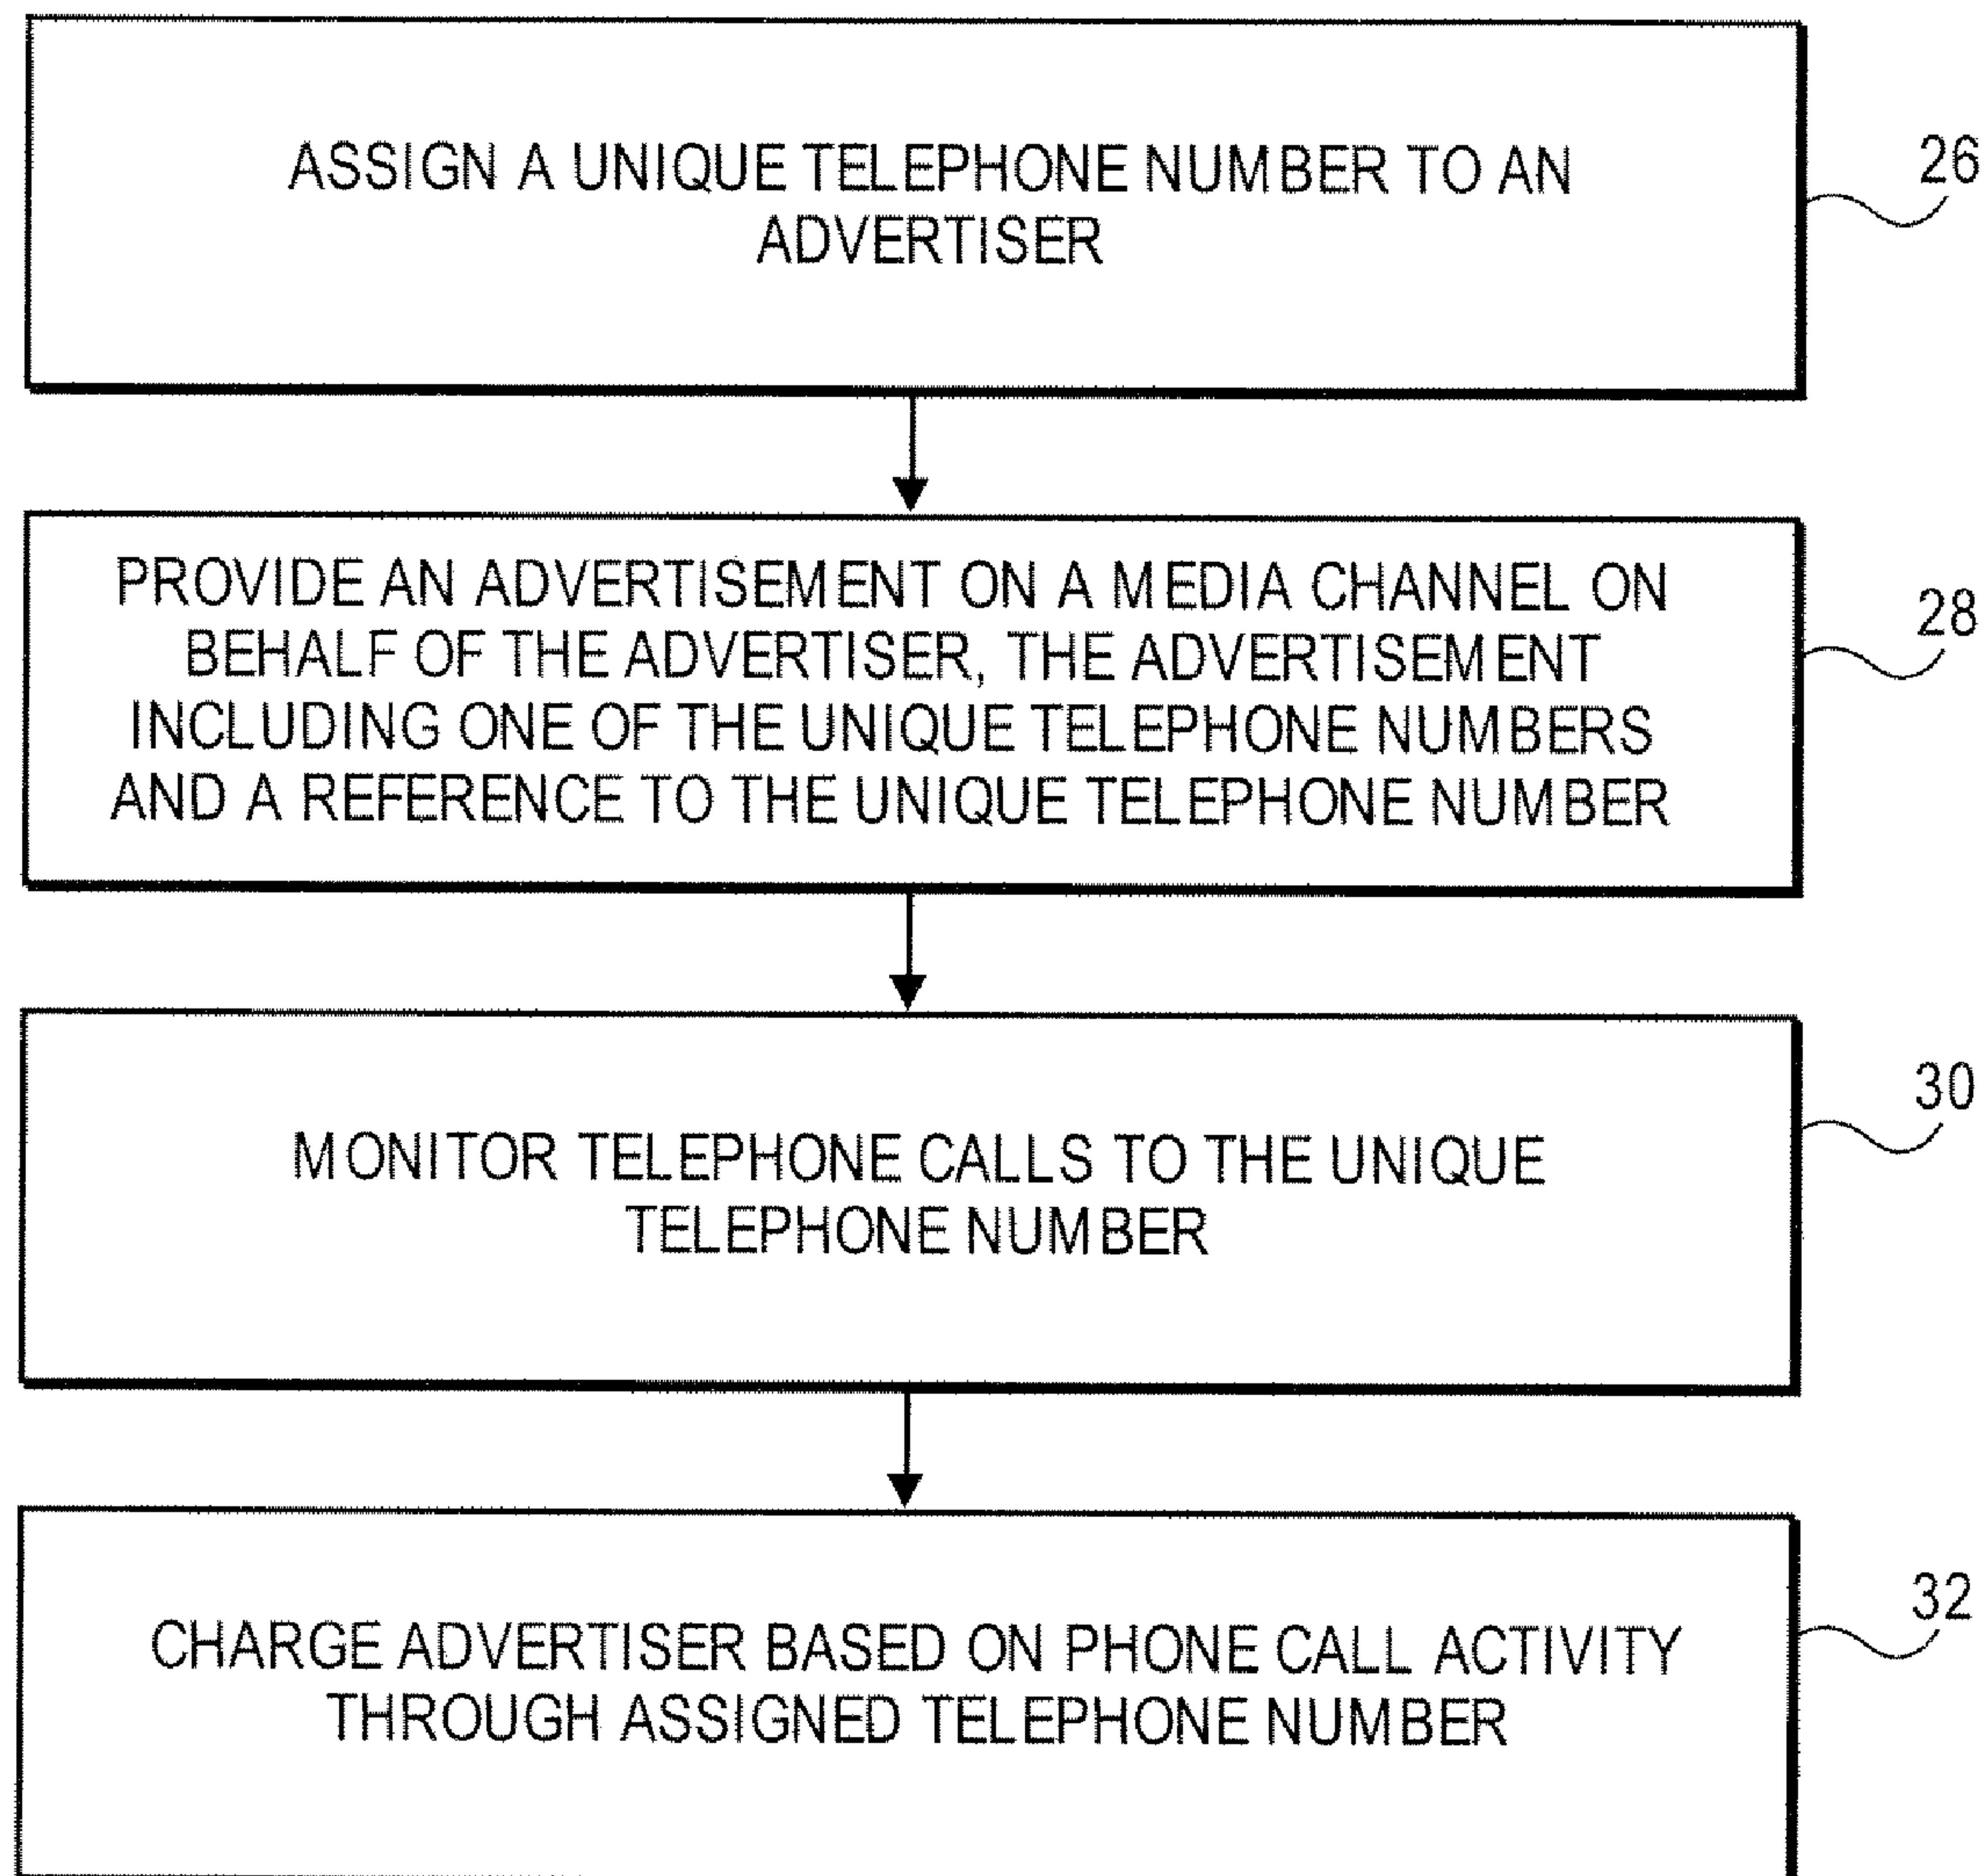 ASSIGN A UNIQUE TELEPHONE NUMBER TO AN
ADVERTISER
26
PROVIDE AN ADVERTISEMENT ON A MEDIA CHANNEL ON
BEHALF OF THE ADVERTISER, THE ADVERTISEMENT
INCLUDING ONE OF THE UNIQUE TELEPHONE NUMBERS
AND A REFERENCE TO THE UNIQUE TELEPHONE NUMBER
28
MONITOR TELEPHONE CALLS TO THE UNIQUE
TELEPHONE NUMBER
30
CHARGE ADVERTISER BASED ON PHONE CALL ACTIVITY
THROUGH ASSIGNED TELEPHONE NUMBER
32